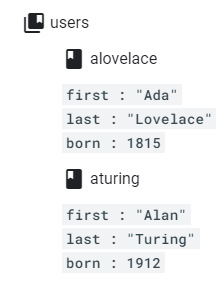 users
alovelace
first : "Ada"
last : "Lovelace"
born : 1815
aturing
first : "Alan"
last : "Turing"
born : 1912